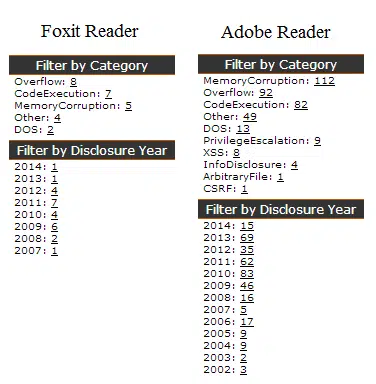 Foxit Reader
Filter by Category
Overflow: 8
CodeExecution: 7
MemoryCorruption: 5
Other: 4
DOS: 2
Filter by Disclosure Year
2014: 1
2013: 1
2012: 4
2011: 7
2010: 4
2009: 6
2008: 2
2007: 1
Adobe Reader
Filter by Category
MemoryCorruption: 112
Overflow: 92
CodeExecution: 82
Other: 49
DOS: 13
PrivilegeEscalation: 9
XSS: 8
InfoDisclosure: 4
ArbitraryFile: 1
CSRF: 1
Filter by Disclosure Year
2014: 15
2013: 69
2012: 35
2011: 62
2010: 83
2009: 46
2008: 16
2007: 5
2006: 17
2005: 9
2004: 9
2003: 2
2002: 3